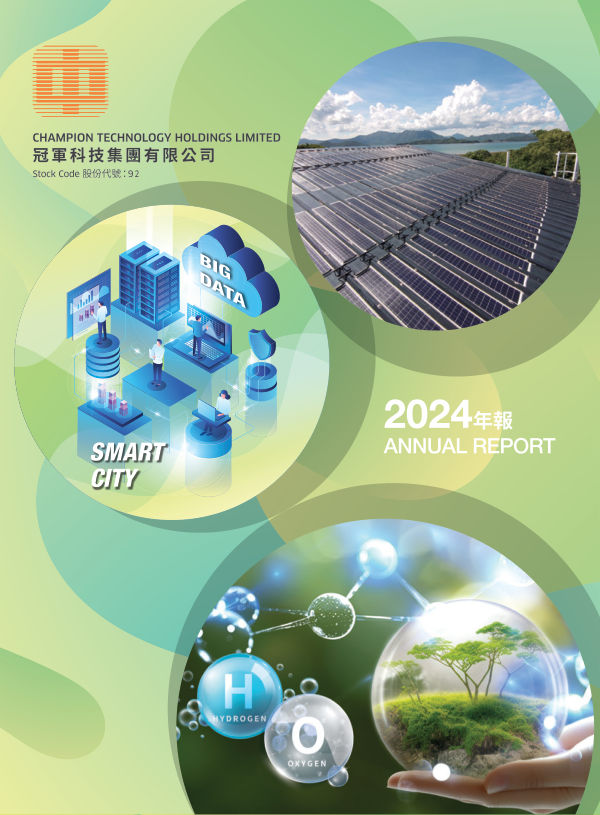 CHAMPION TECHNOLOGY HOLDINGS LIMITED
冠軍科技集團有限公司
Stock Code 股份代號 : 92
BIG
DATA
SMART
CITY
2024年報
ANNUAL REPORT
H
HYDROGEN
O
OXYGEN